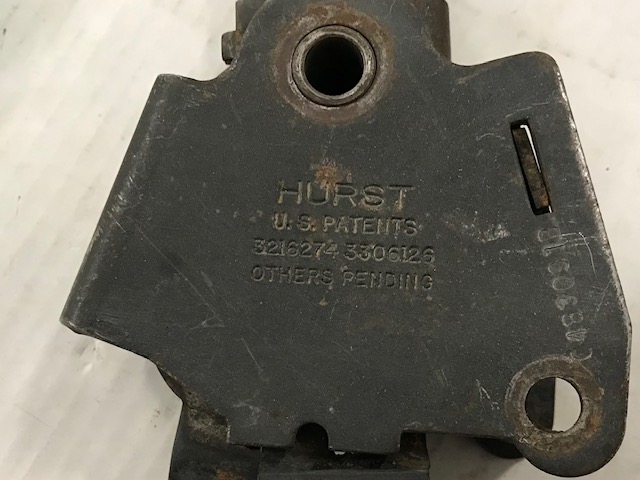 HURST
U.S. PATENTS
3216274 3306126
OTHERS PENDING